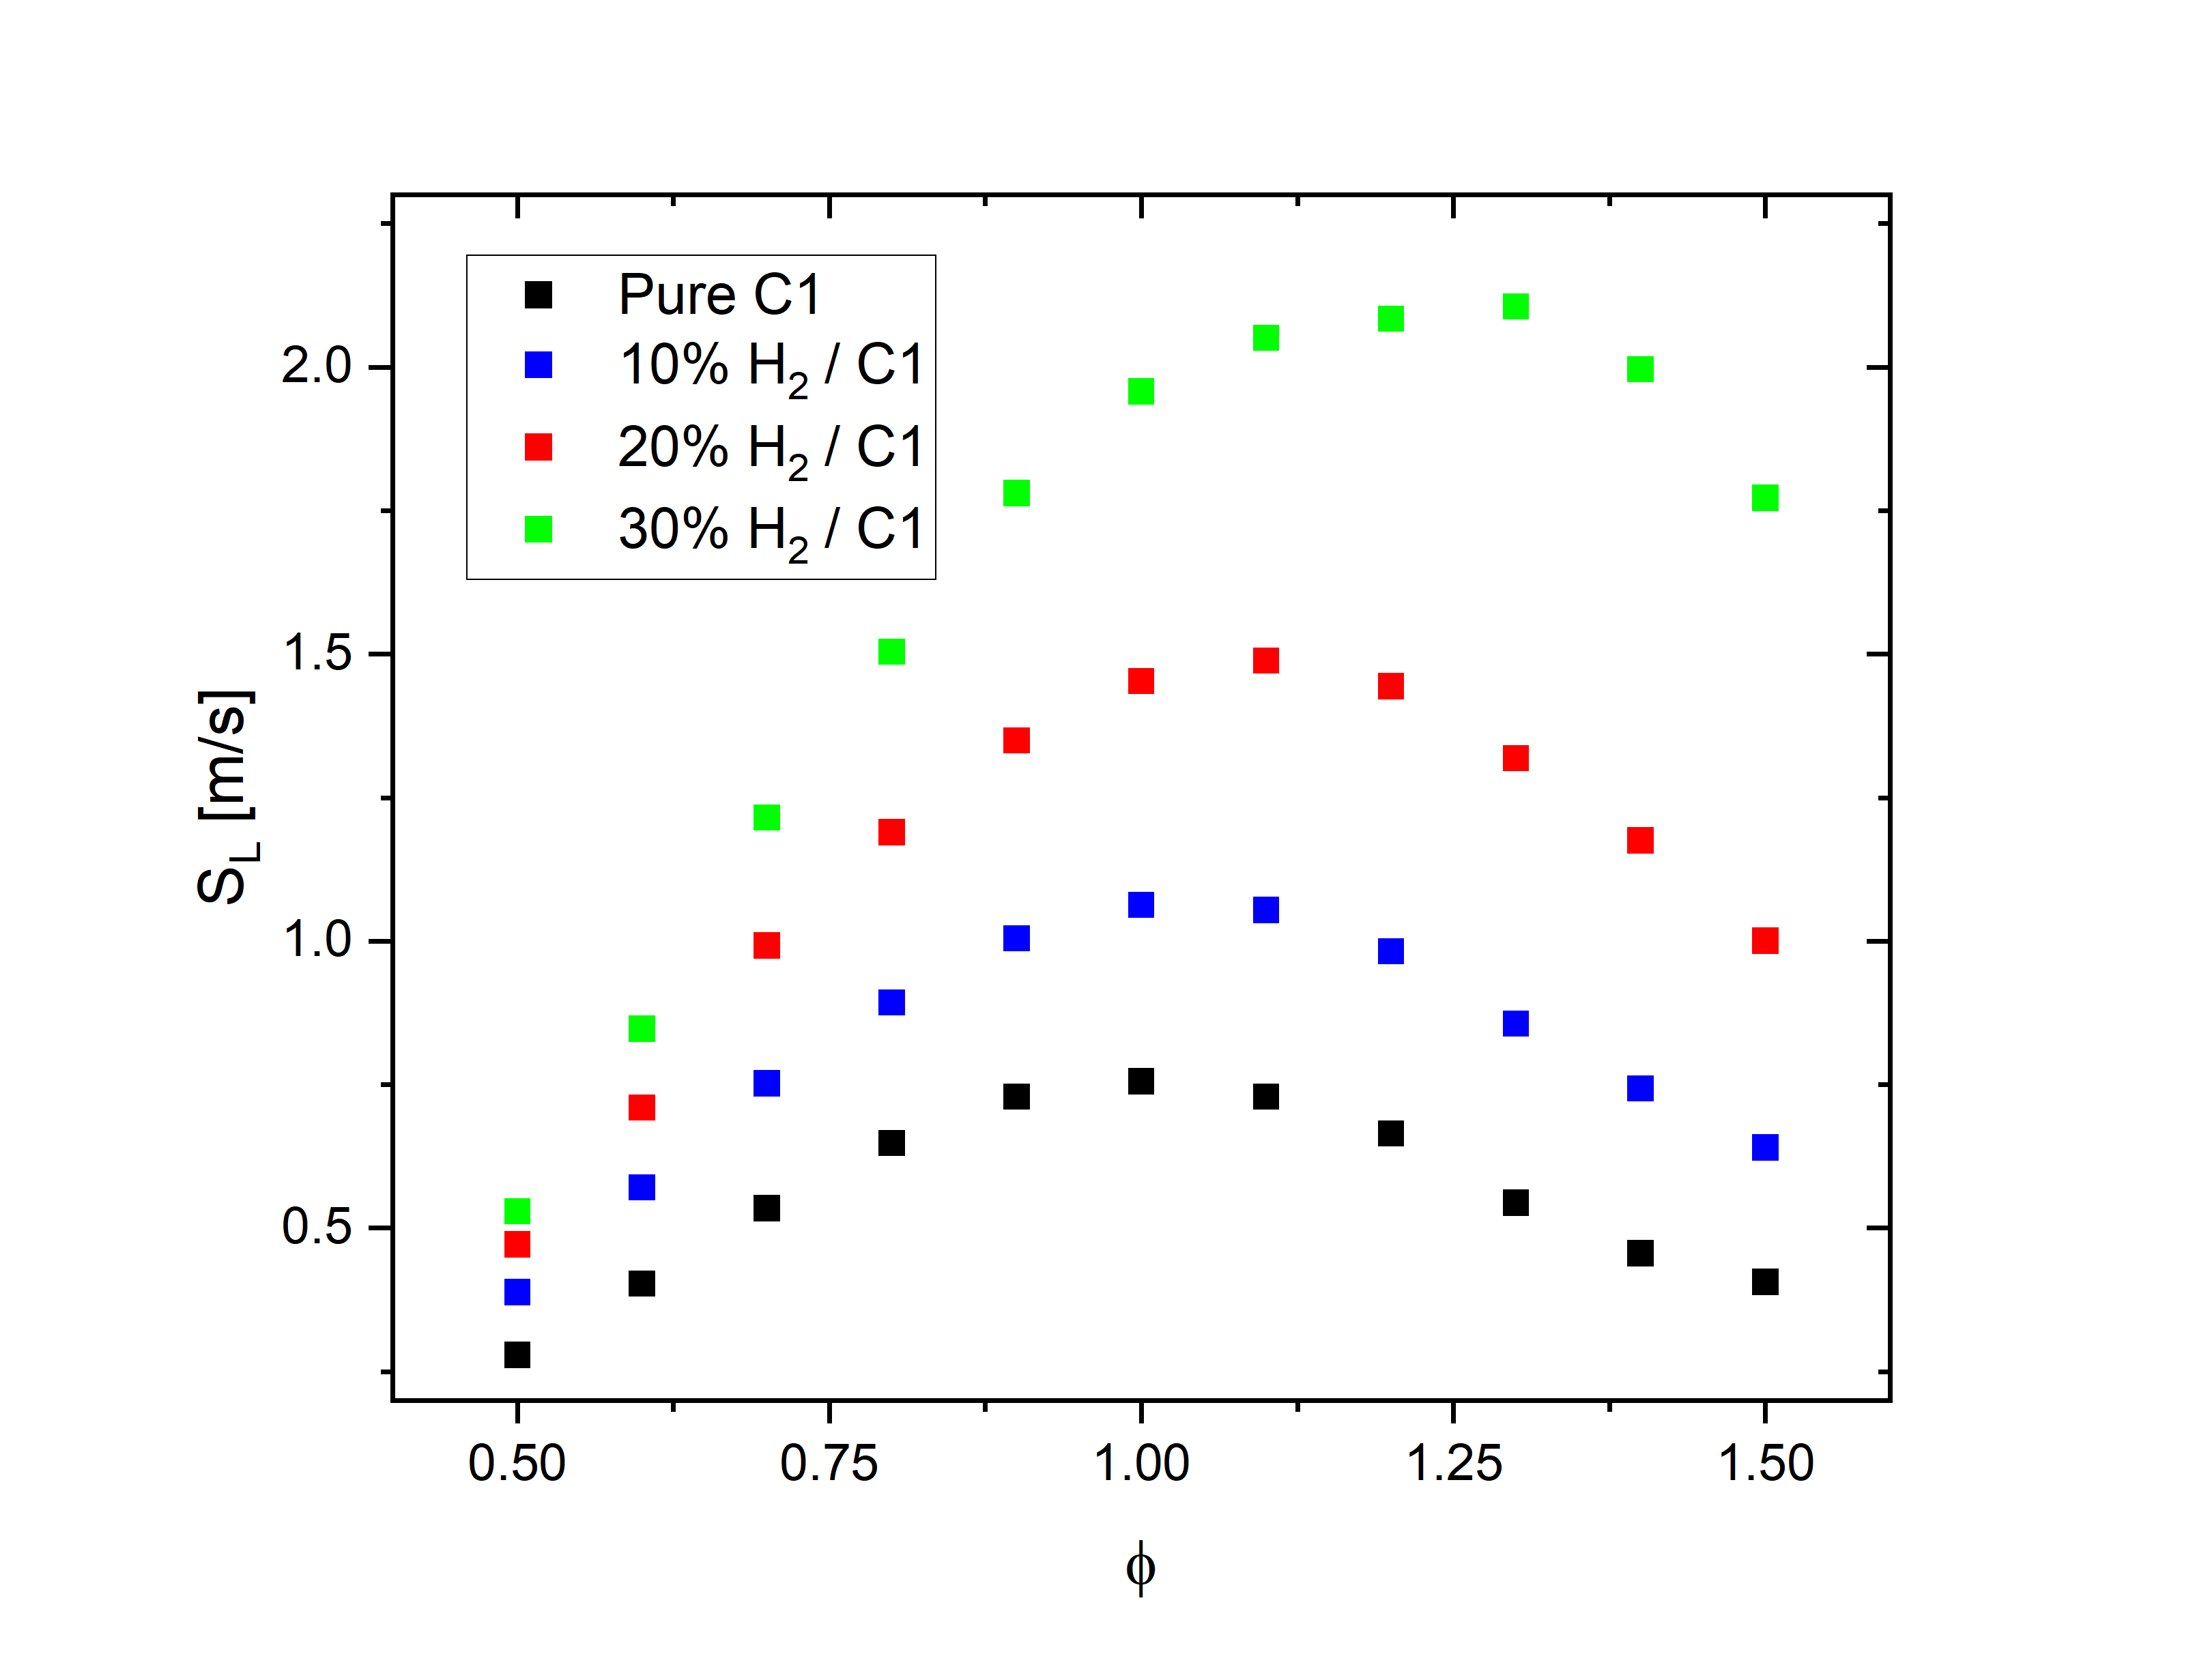 Pure C1
10% H₂ / C1
20% H₂ / C1
30% H₂ / C1
2.0
1.5
1.0
0.5
S_L [m/s]
0.50 0.75 1.00 1.25 1.50
ϕ